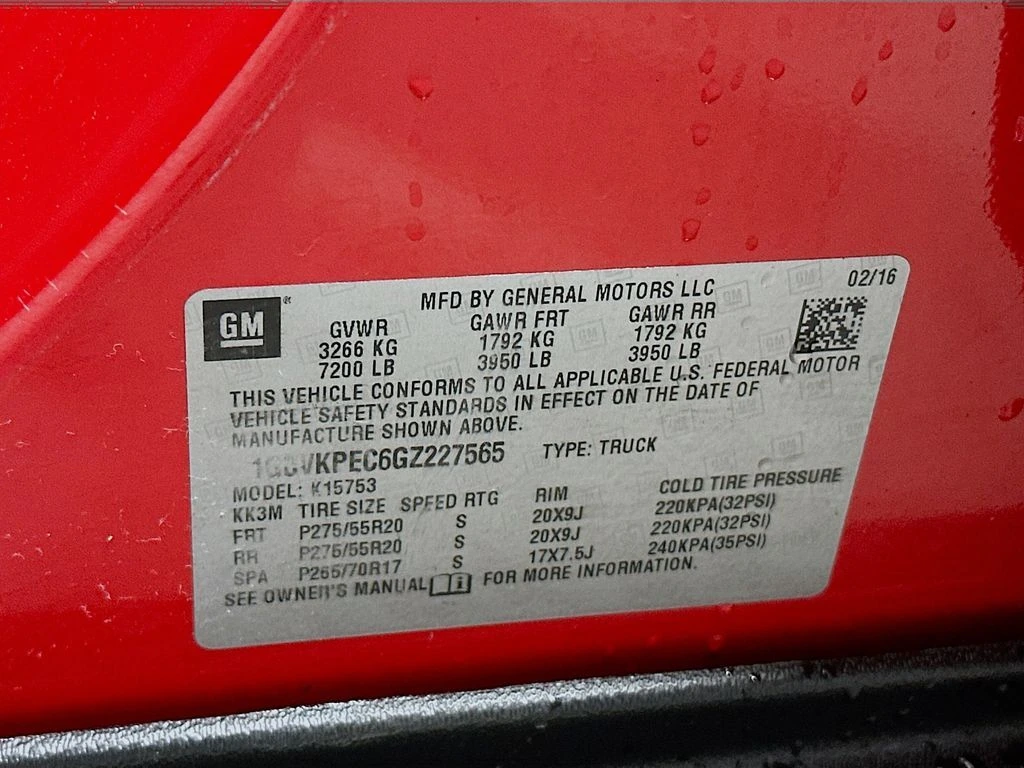 GM®
MFD BY GENERAL MOTORS LLC 02/16
GVWR GAWR FRT GAWR RR
3266 KG 1792 KG 1792 KG
7200 LB 3950 LB 3950 LB
THIS VEHICLE CONFORMS TO ALL APPLICABLE U.S. FEDERAL MOTOR
VEHICLE SAFETY STANDARDS IN EFFECT ON THE DATE OF
MANUFACTURE SHOWN ABOVE.
1GCVKPEC6GZ227565 TYPE: TRUCK
MODEL: K15753
KK3M TIRE SIZE SPEED RTG RIM COLD TIRE PRESSURE
FRT P275/55R20 S 20X9J 220KPA(32PSI)
RR P275/55R20 S 20X9J 220KPA(32PSI)
SPA P265/70R17 S 17X7.5J 240KPA(35PSI)
SEE OWNER'S MANUAL FOR MORE INFORMATION.